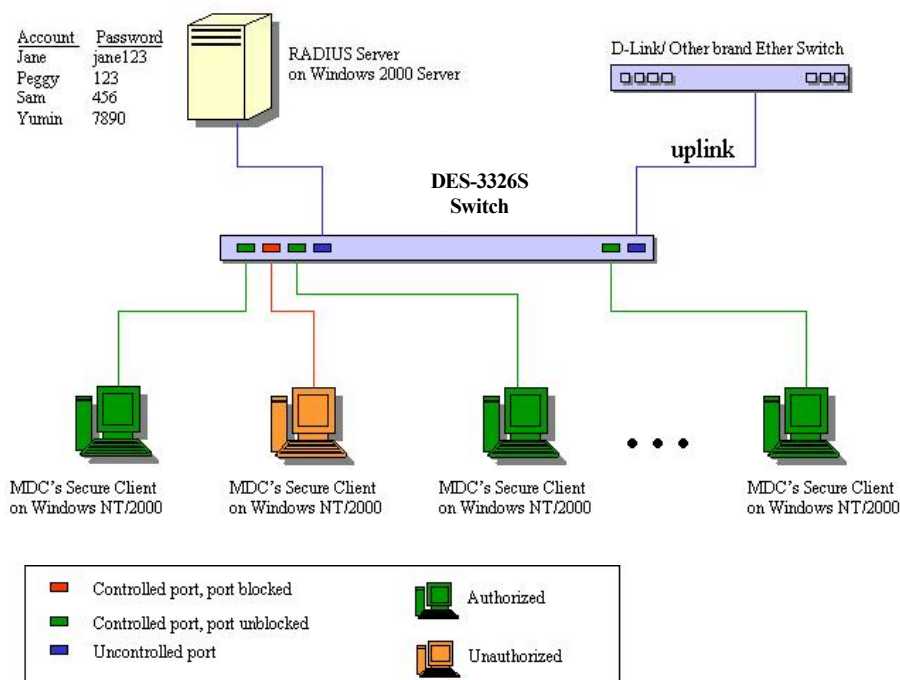 Account Password
Jane jane123
Peggy 123
Sam 456
Yumin 7890
RADIUS Server
on Windows 2000 Server
D-Link/ Other brand Ether Switch
uplink
DES-3326S
Switch
MDC's Secure Client
on Windows NT/2000
MDC's Secure Client
on Windows NT/2000
MDC's Secure Client
on Windows NT/2000
MDC's Secure Client
on Windows NT/2000
Controlled port, port blocked
Controlled port, port unblocked
Uncontrolled port
Authorized
Unauthorized